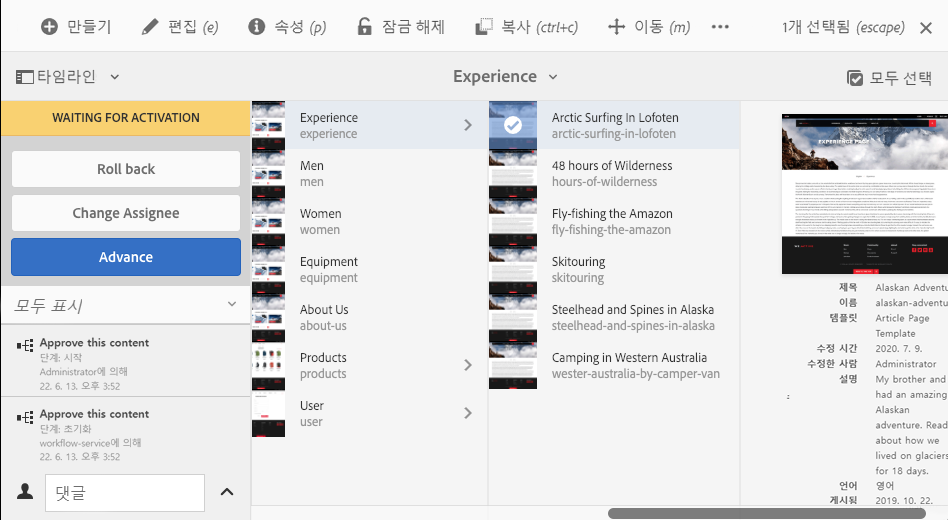 만들기 편집 (e) 속성 (p) 잠금 해제 복사 (ctrl+c) 이동 (m) ••• 1개 선택됨 (escape)
타임라인 Experience 모두 선택
WAITING FOR ACTIVATION
Roll back
Change Assignee
Advance
모두 표시
Approve this content
단계: 시작
Administrator에 의해
22. 6. 13. 오후 3:52
Approve this content
단계: 초기화
workflow-service에 의해
22. 6. 13. 오후 3:52
댓글
Experience
experience
Men
men
Women
women
Equipment
equipment
About Us
about-us
Products
products
User
user
Arctic Surfing In Lofoten
arctic-surfing-in-lofoten
48 hours of Wilderness
hours-of-wilderness
Fly-fishing the Amazon
fly-fishing-the-amazon
Skitouring
skitouring
Steelhead and Spines in Alaska
steelhead-and-spines-in-alaska
Camping in Western Australia
wester-australia-by-camper-van
EXPERIENCE PAGE
제목 Alaskan Adventu
이름 alaskan-adventu
템플릿 Article Page
Template
수정 시간 2020. 7. 9.
수정한 사람 Administrator
설명 My brother and
had an amazing
Alaskan
adventure. Read
about how we
lived on glaciers
for 18 days.
언어 영어
게시됨 2019. 10. 22.